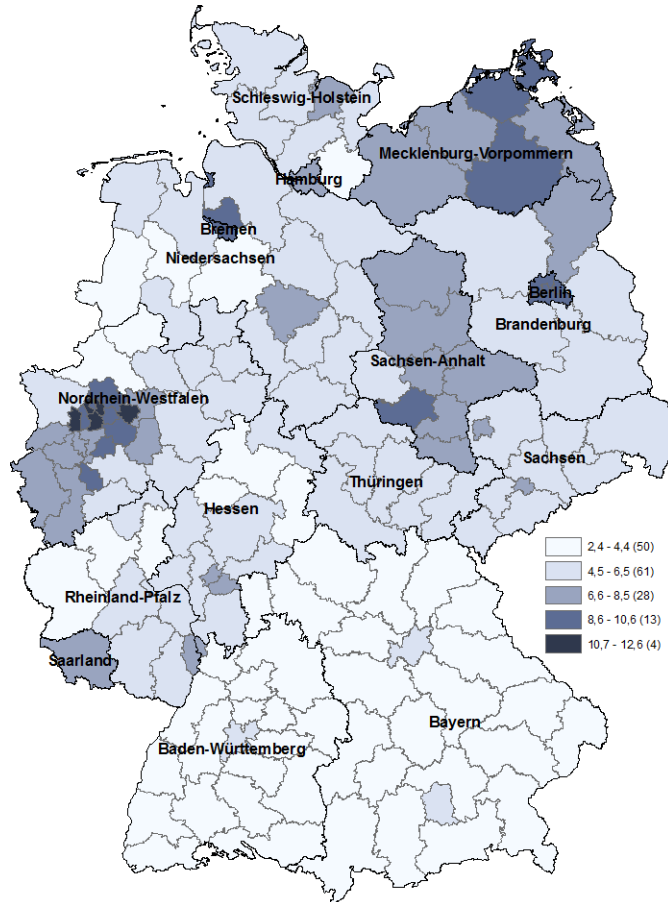 Schleswig-Holstein
Mecklenburg-Vorpommern
Hamburg
Bremen
Niedersachsen
Berlin
Brandenburg
Sachsen-Anhalt
Nordrhein-Westfalen
Sachsen
Thüringen
Hessen
2,4 - 4,4 (50)
4,5 - 6,5 (61)
6,6 - 8,5 (28)
8,6 - 10,6 (13)
10,7 - 12,6 (4)
Rheinland-Pfalz
Saarland
Bayern
Baden-Württemberg